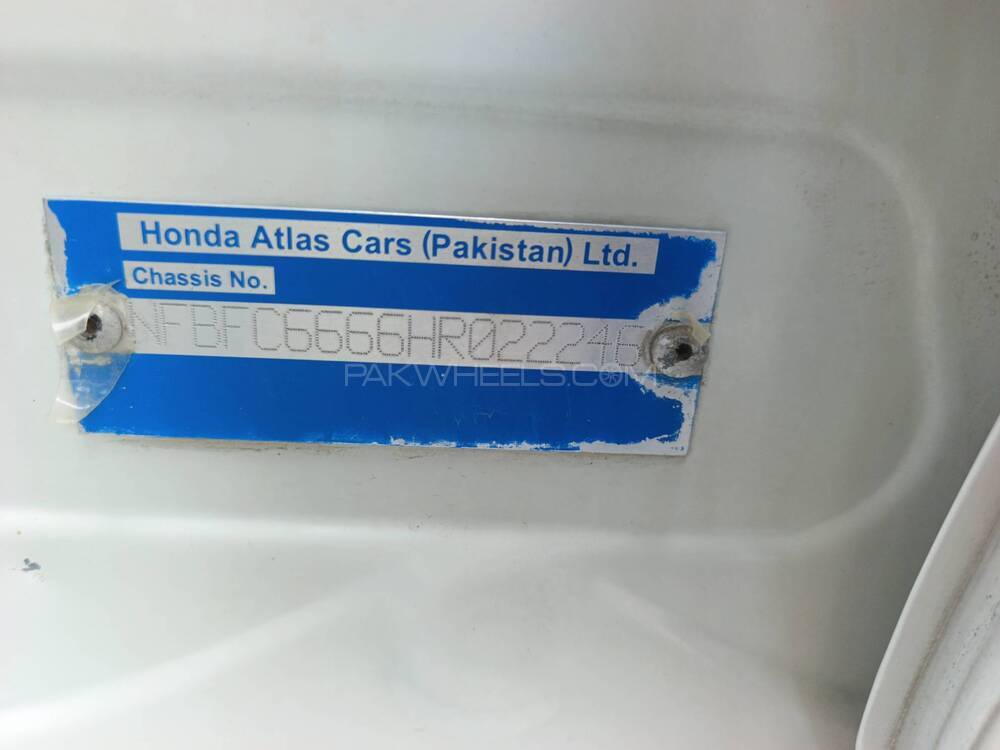 Honda Atlas Cars (Pakistan) Ltd.
Chassis No.
NFBFC6666HR022246
PAKWHEELS.COM